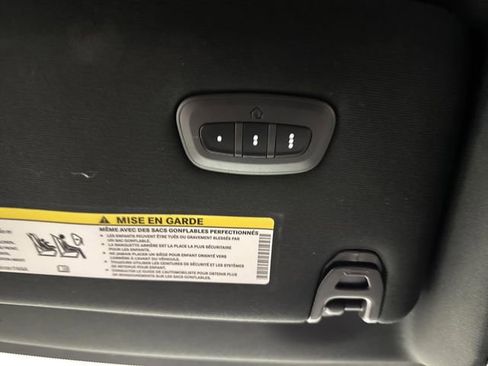 MISE EN GARDE
MÊME AVEC DES SACS GONFLABLES PERFECTIONNÉS
• LES ENFANTS PEUVENT ÊTRE TUÉS OU GRAVEMENT BLESSÉS PAR
UN SAC GONFLABLE.
• LA BANQUETTE ARRIÈRE EST LA PLACE LA PLUS SÉCURITAIRE
POUR LES ENFANTS.
• NE JAMAIS PLACER UN SIÈGE POUR ENFANT ORIENTÉ VERS
L'ARRIÈRE À L'AVANT DU VÉHICULE.
• TOUJOURS UTILISER LES CEINTURES DE SÉCURITÉ ET LES SYSTÈMES
DE RETENUE POUR ENFANT.
• CONSULTER LE GUIDE DE L'AUTOMOBILISTE POUR OBTENIR PLUS
DE RENSEIGNEMENTS SUR LES SACS GONFLABLES.